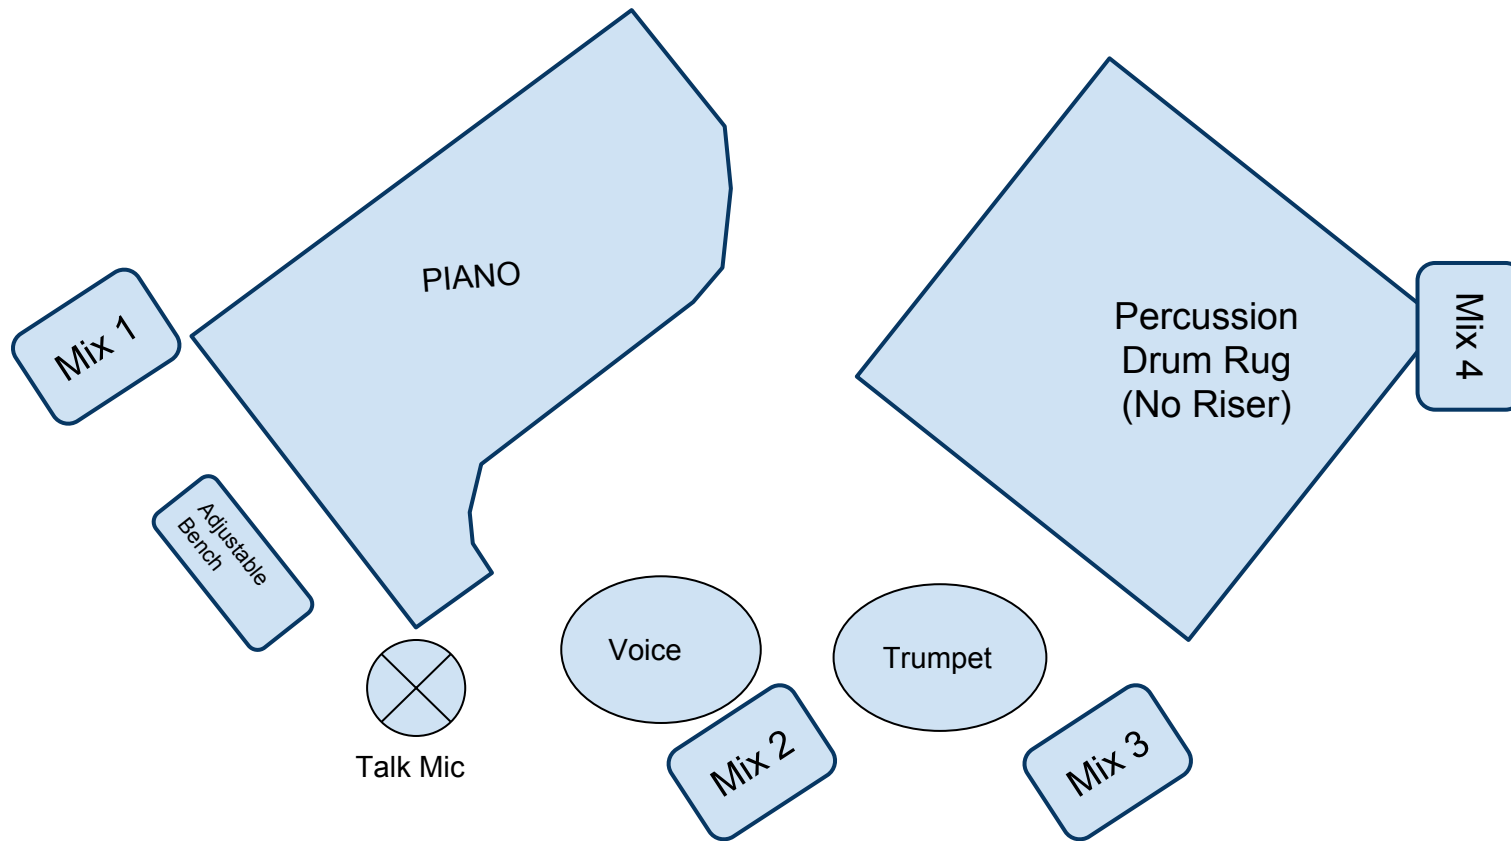 PIANO
Mix 1
Percussion
Drum Rug
(No Riser)
Mix 4
Adjustable
Bench
Voice
Trumpet
Talk Mic
Mix 2
Mix 3